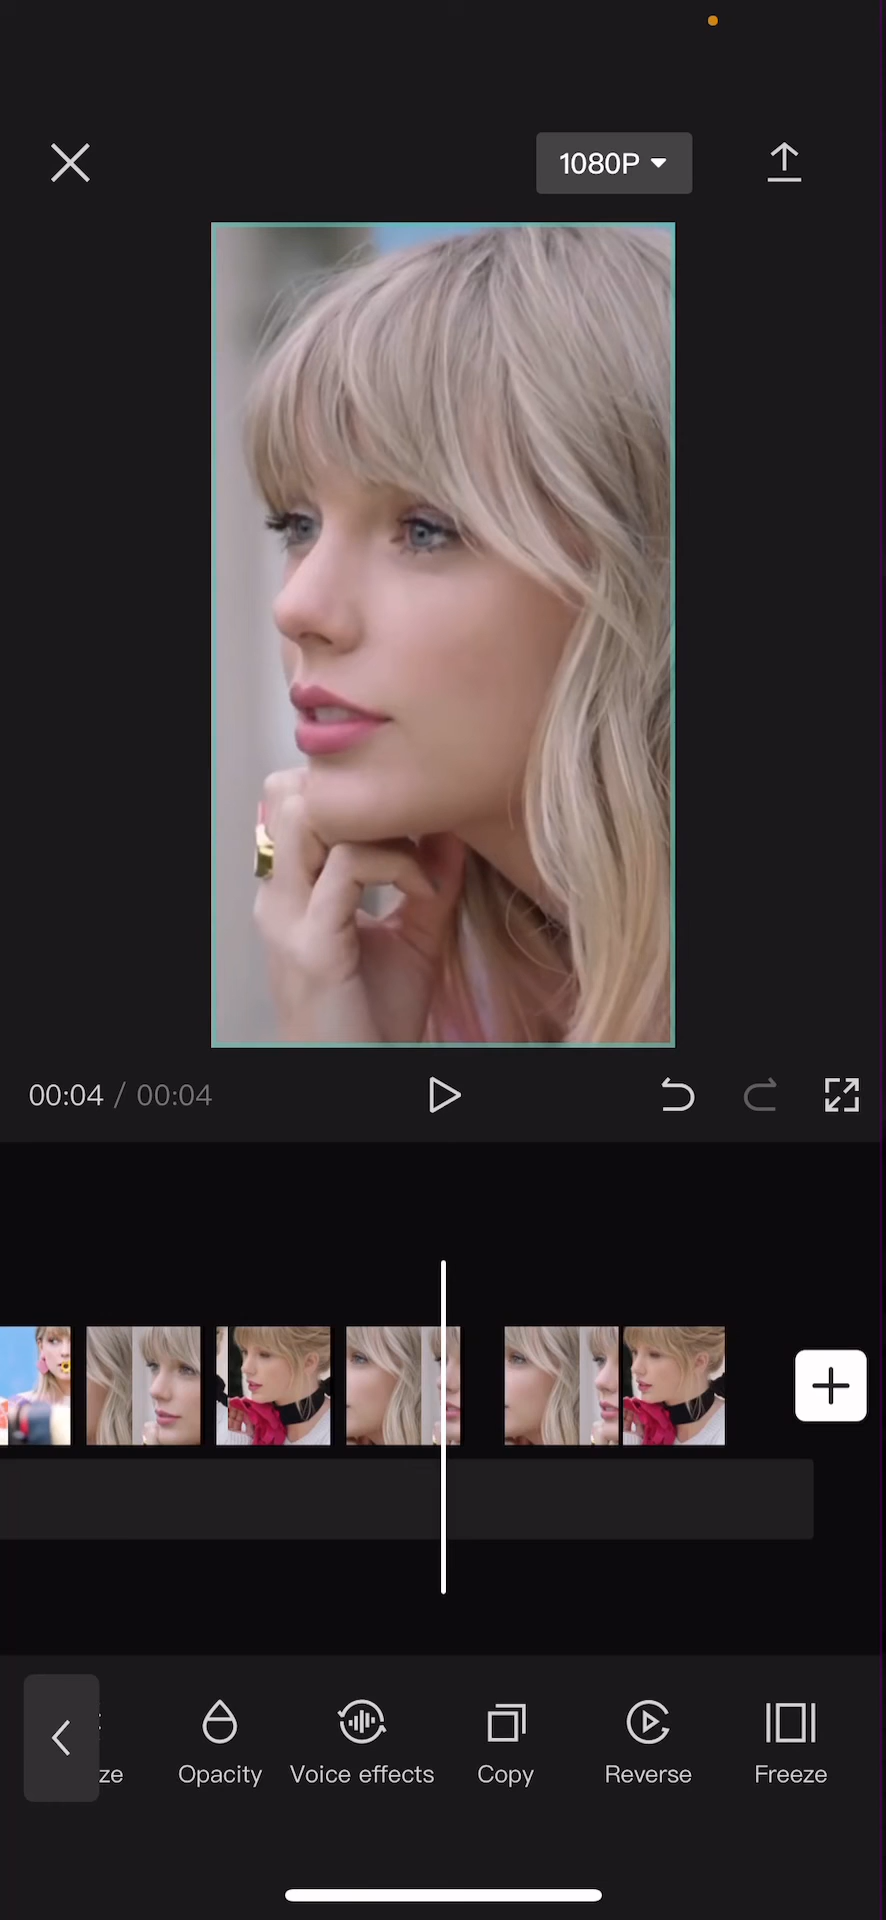 1080P
00:04 / 00:04
ze
Opacity
Voice effects
Copy
Reverse
Freeze